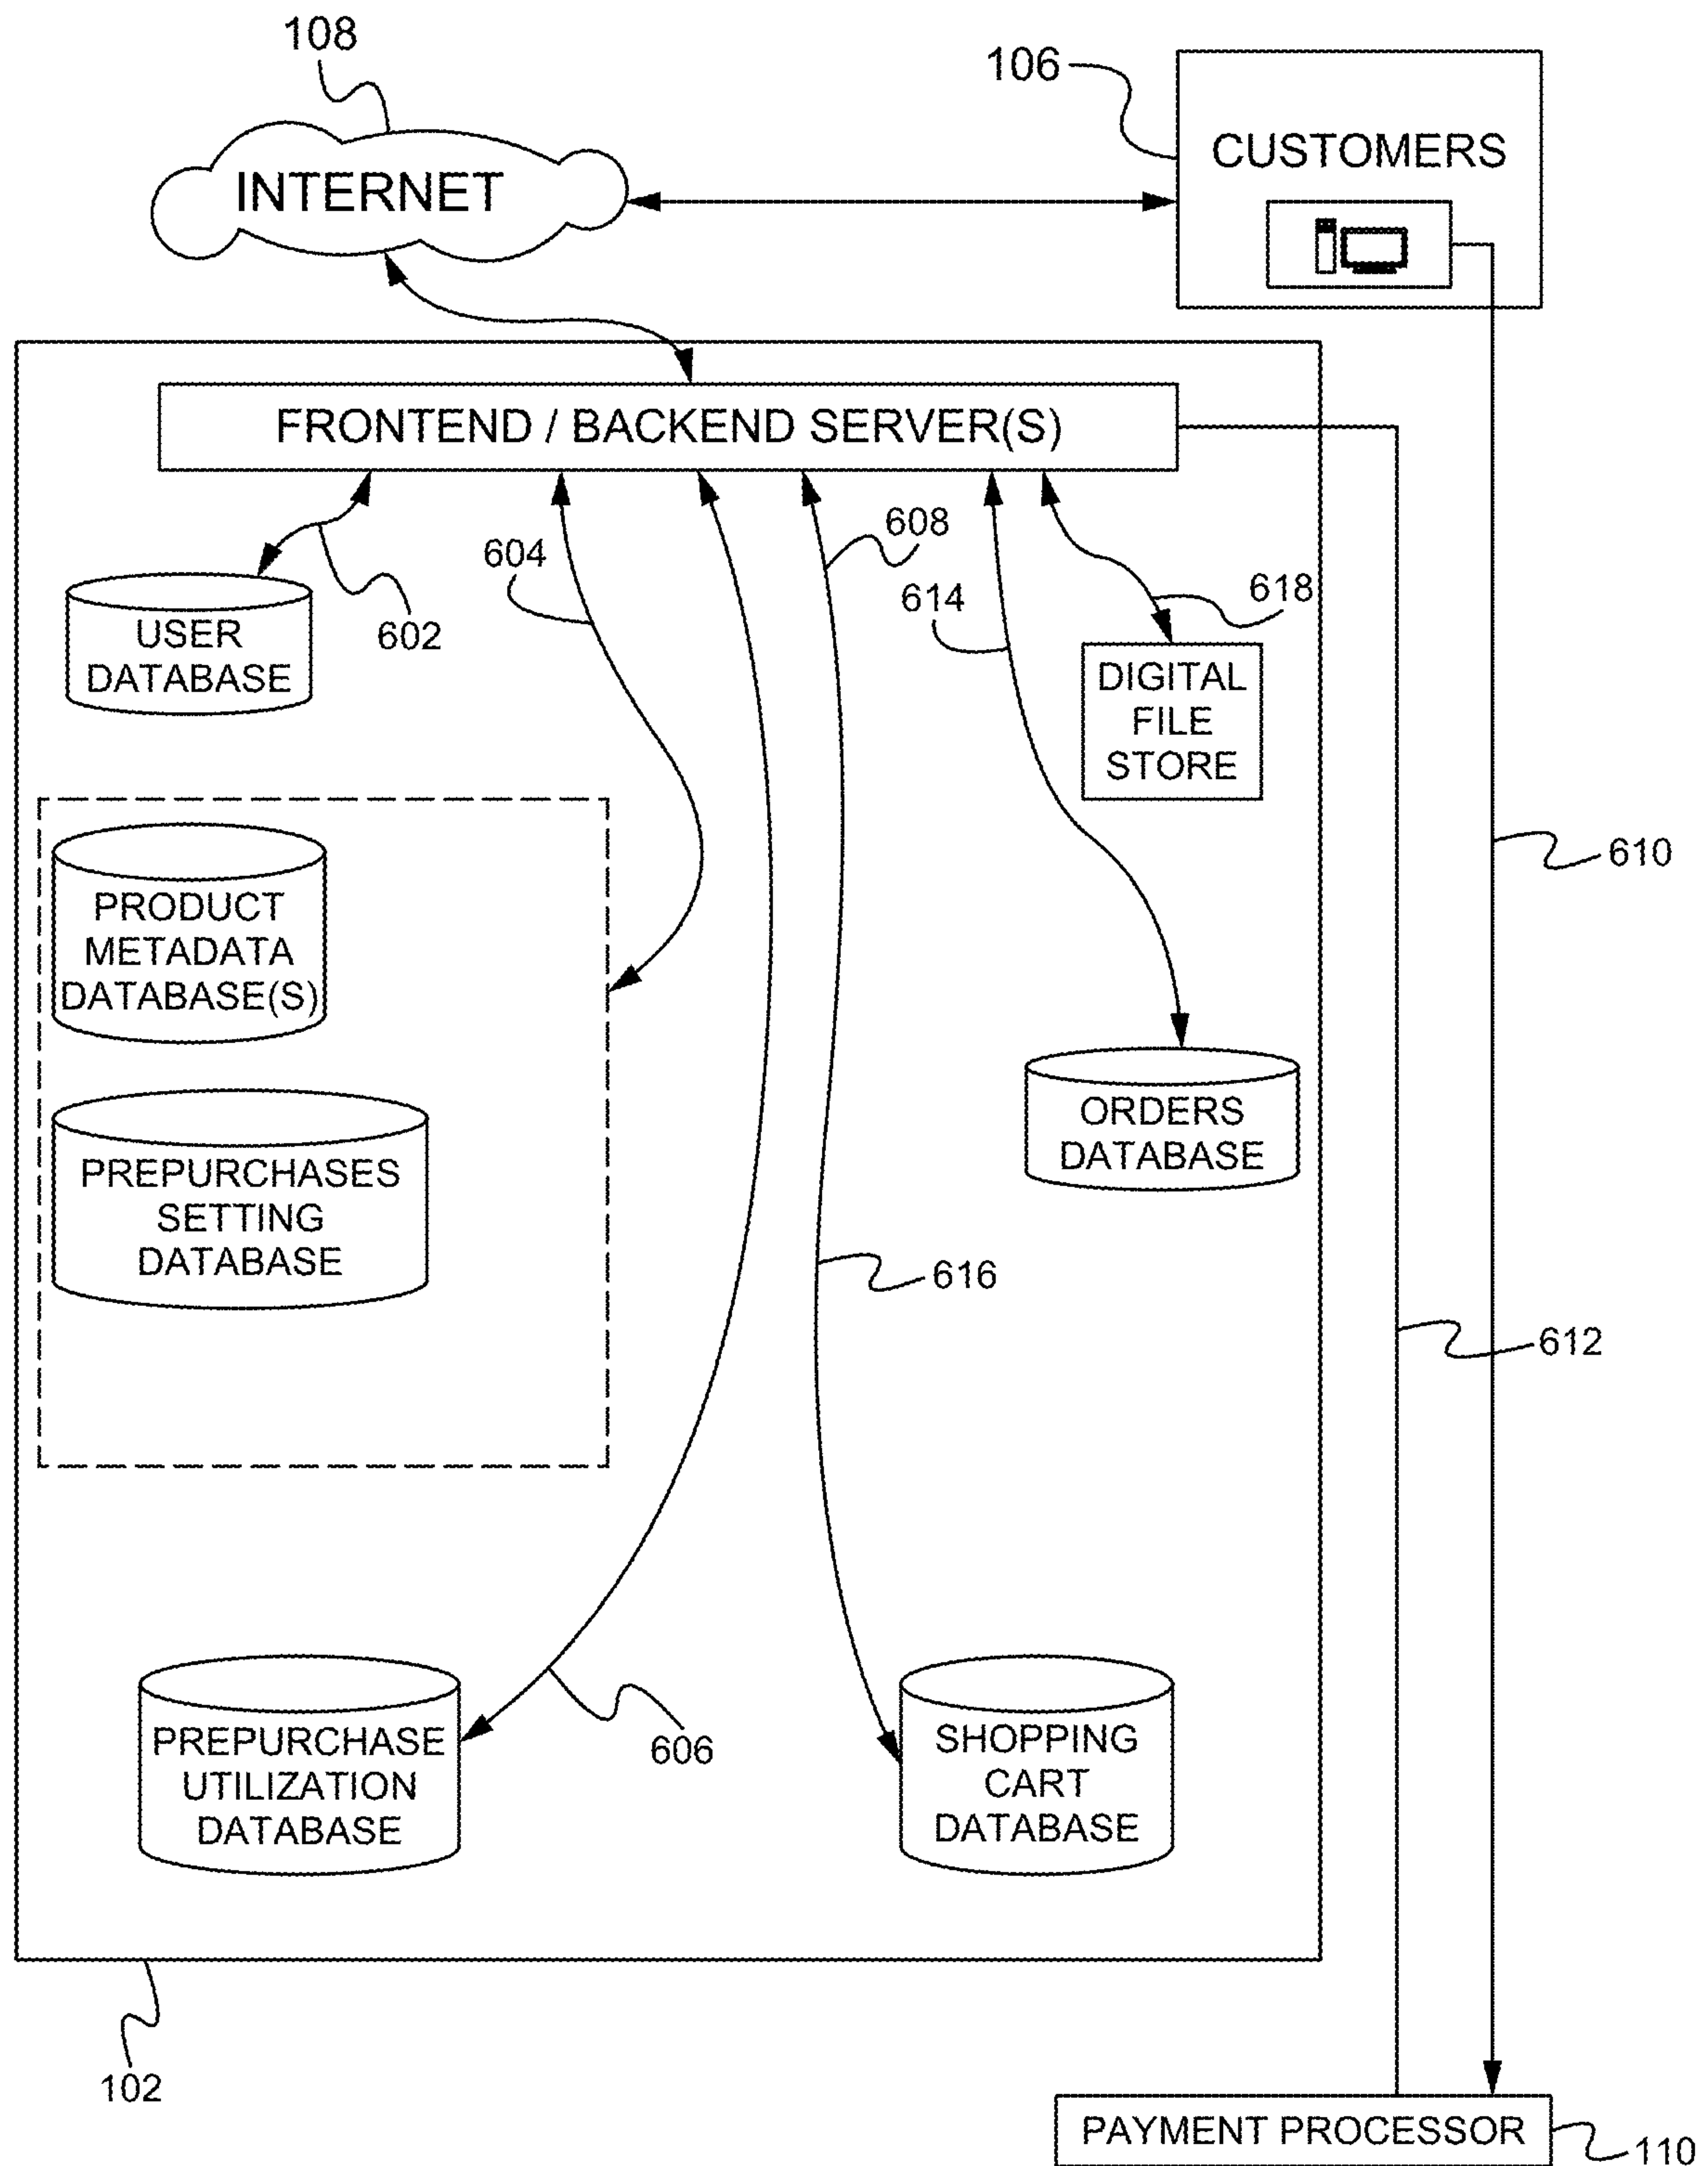 108
106
CUSTOMERS
INTERNET
FRONTEND / BACKEND SERVER(S)
608
604
618
614
602
USER
DATABASE
DIGITAL
FILE
STORE
610
PRODUCT
METADATA
DATABASE(S)
ORDERS
DATABASE
PREPURCHASES
SETTING
DATABASE
616
612
606
PREPURCHASE
UTILIZATION
DATABASE
SHOPPING
CART
DATABASE
102
PAYMENT PROCESSOR
110